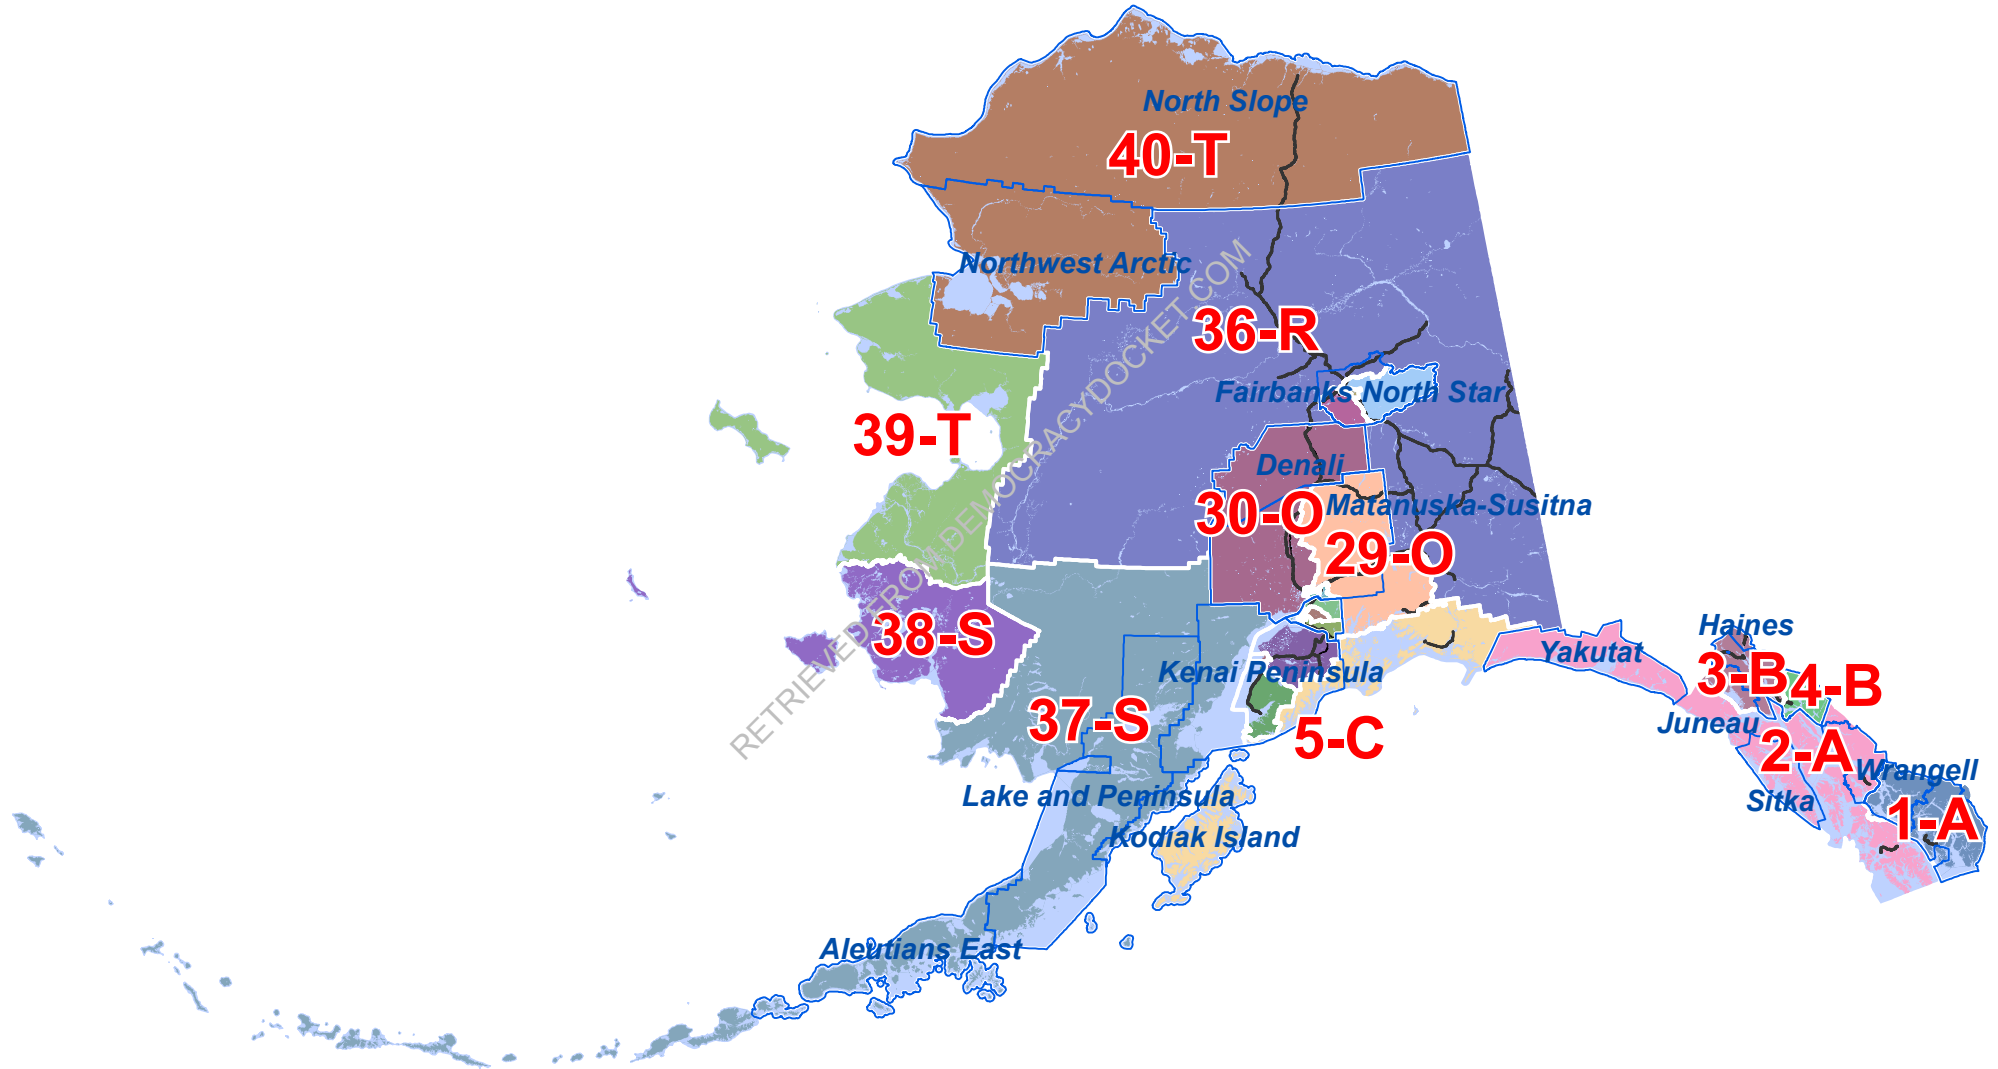 North Slope
40-T
Northwest Arctic
36-R
Fairbanks North Star
39-T
Denali
30-O
Matanuska-Susitna
29-O
38-S
Haines
Yakutat
Kenai Peninsula
3-B
4-B
37-S
Juneau
5-C
2-A
Wrangell
Lake and Peninsula
Sitka
1-A
Kodiak Island
Aleutians East
RETRIEVED FROM DEMOCRACYDOCKET.COM